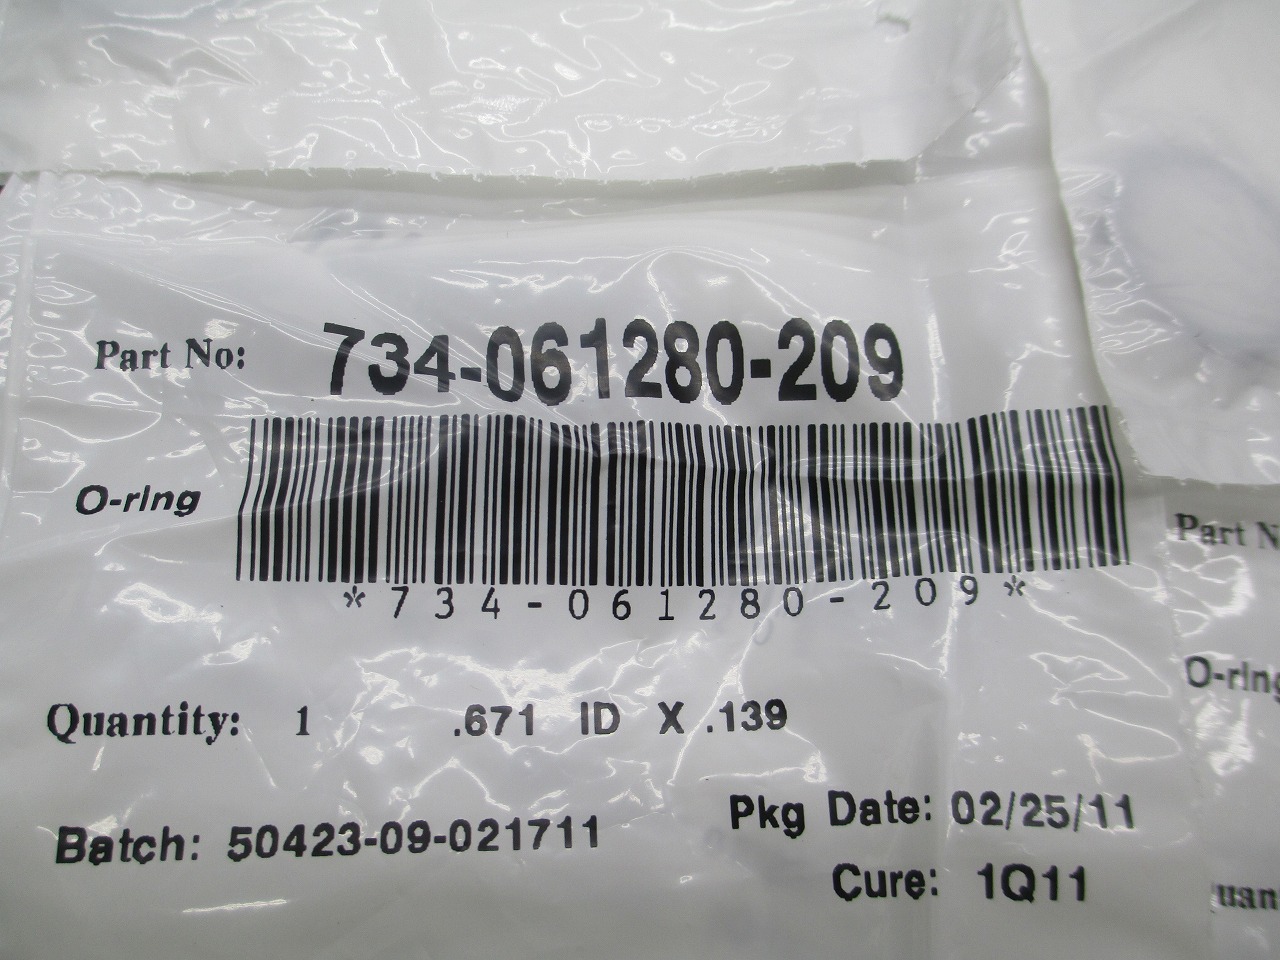 Part No: 734-061280-209
O-ring
*734-061280-209*
Quantity: 1 .671 ID X .139
Batch: 50423-09-021711
Pkg Date: 02/25/11
Cure: 1Q11
Part N
O-ring
uan